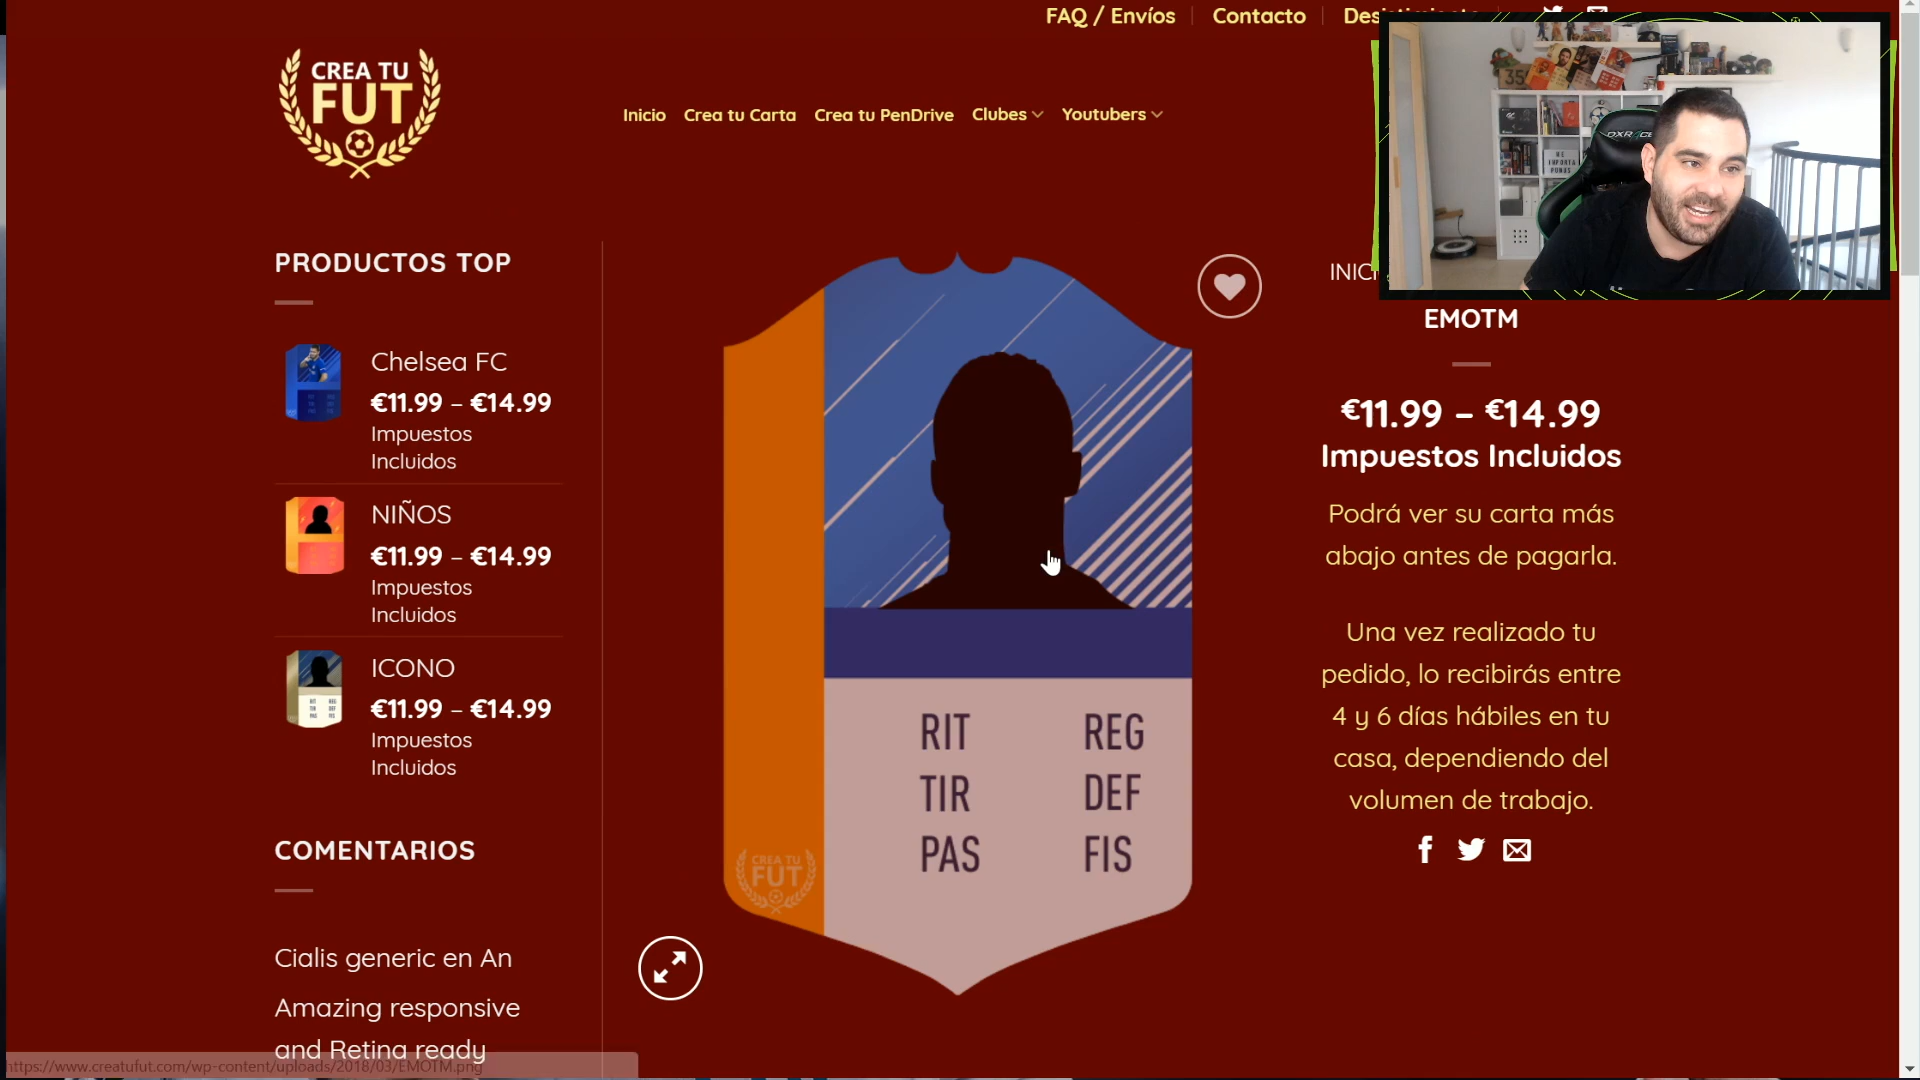 FAQ / Envíos
Contacto
CREA TU
FUT
Inicio
Crea tu Carta
Crea tu PenDrive
Clubes
Youtubers
DXRACER
35
ME
IMPORTA
PRODUCTOS TOP
Chelsea FC
€11.99 – €14.99
Impuestos
Incluidos
NIÑOS
€11.99 – €14.99
Impuestos
Incluidos
ICONO
€11.99 – €14.99
Impuestos
Incluidos
COMENTARIOS
Cialis generic en An
Amazing responsive
and Retina ready
https://www.creatufut.com/wp-content/uploads/2018/03/EMOTM.png
RIT REG
TIR DEF
PAS FIS
CREA TU
FUT
EMOTM
€11.99 – €14.99
Impuestos Incluidos
Podrá ver su carta más
abajo antes de pagarla.
Una vez realizado tu
pedido, lo recibirás entre
4 y 6 días hábiles en tu
casa, dependiendo del
volumen de trabajo.